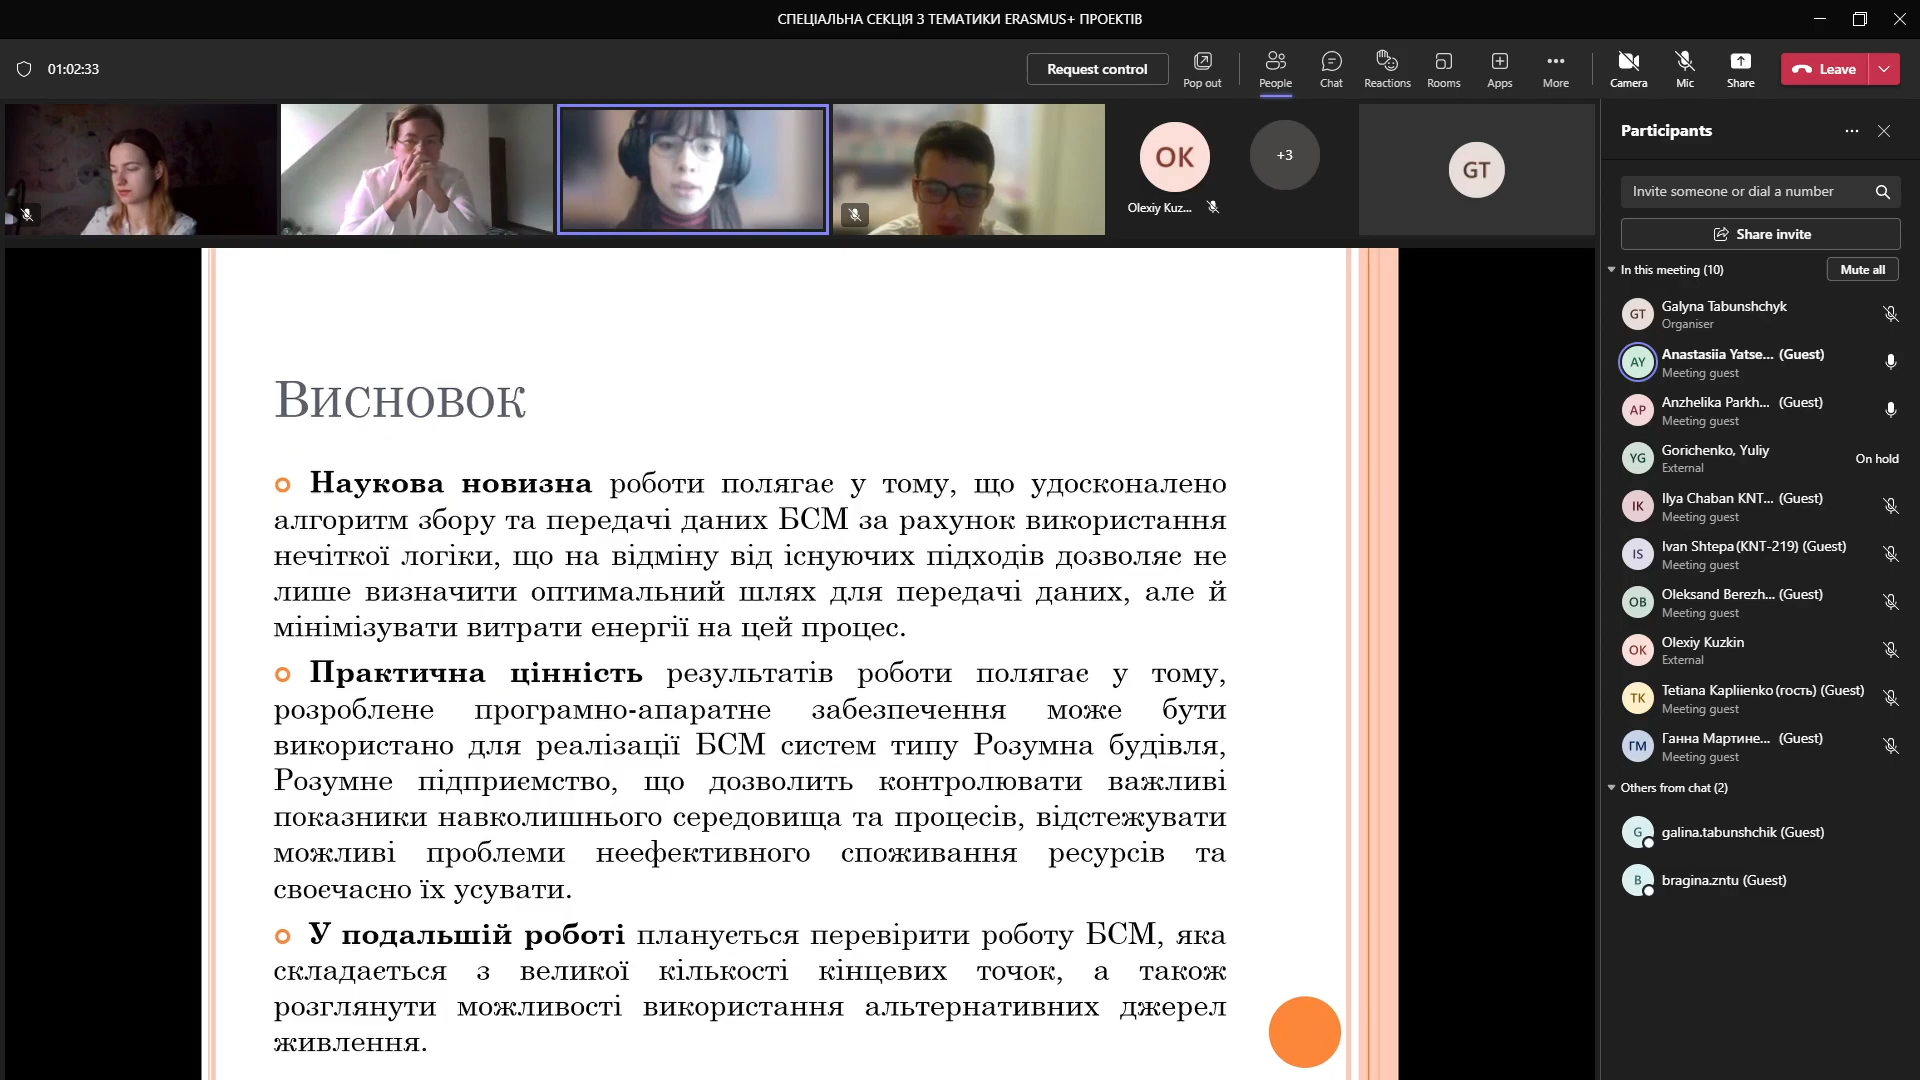 СПЕЦІАЛЬНА СЕКЦІЯ З ТЕМАТИКИ ERASMUS+ ПРОЕКТІВ
01:02:33
Request control
Pop out
People
Chat
Reactions
Rooms
Apps
More
Camera
Mic
Share
Leave
OK
Olexiy Kuz...
+3
GT
Висновок
Наукова новизна роботи полягає у тому, що удосконалено
алгоритм збору та передачі даних БСМ за рахунок використання
нечіткої логіки, що на відміну від існуючих підходів дозволяє не
лише визначити оптимальний шлях для передачі даних, але й
мінімізувати витрати енергії на цей процес.
Практична цінність результатів роботи полягає у тому,
розроблене програмно-апаратне забезпечення може бути
використано для реалізації БСМ систем типу Розумна будівля,
Розумне підприємство, що дозволить контролювати важливі
показники навколишнього середовища та процесів, відстежувати
можливі проблеми неефективного споживання ресурсів та
своєчасно їх усувати.
У подальшій роботі планується перевірити роботу БСМ, яка
складається з великої кількості кінцевих точок, а також
розглянути можливості використання альтернативних джерел
живлення.
Participants
Invite someone or dial a number
Share invite
In this meeting (10)
Mute all
GT
Galyna Tabunshchyk
Organiser
AY
Anastasiia Yatse... (Guest)
Meeting guest
AP
Anzhelika Parkh... (Guest)
Meeting guest
YG
Gorichenko, Yuliy
External
On hold
IK
Ilya Chaban KNT... (Guest)
Meeting guest
IS
Ivan Shtepa(KNT-219) (Guest)
Meeting guest
OB
Oleksand Berezh... (Guest)
Meeting guest
OK
Olexiy Kuzkin
External
TK
Tetiana Kapliienko(гость) (Guest)
Meeting guest
ГМ
Ганна Мартине... (Guest)
Meeting guest
Others from chat (2)
G
galina.tabunshchik (Guest)
B
bragina.zntu (Guest)